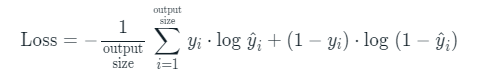 Loss = − 1 / output size ∑ i=1 output size y_i · log ŷ_i + (1 − y_i) · log (1 − ŷ_i)